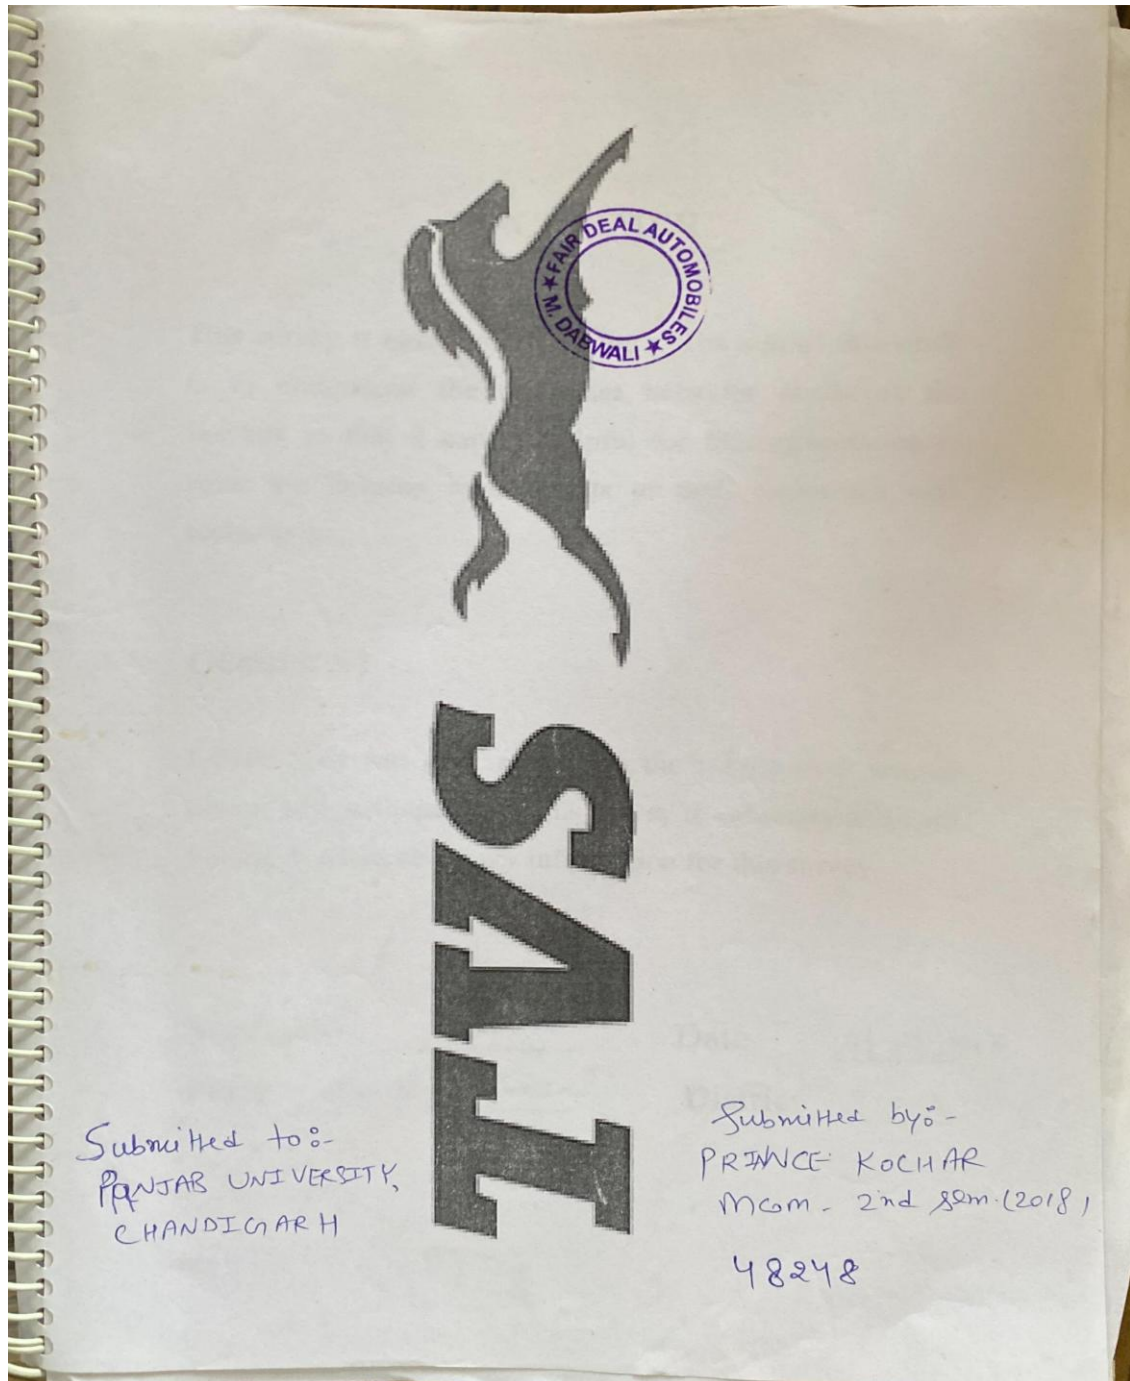 ★ FAIR DEAL AUTOMOBILES ★
M. DABWALI
TVS
Submitted to:-
PANJAB UNIVERSITY,
CHANDIGARH
Submitted by:-
PRINCE KOCHAR
Mcom. 2nd sem. (2018)
48248